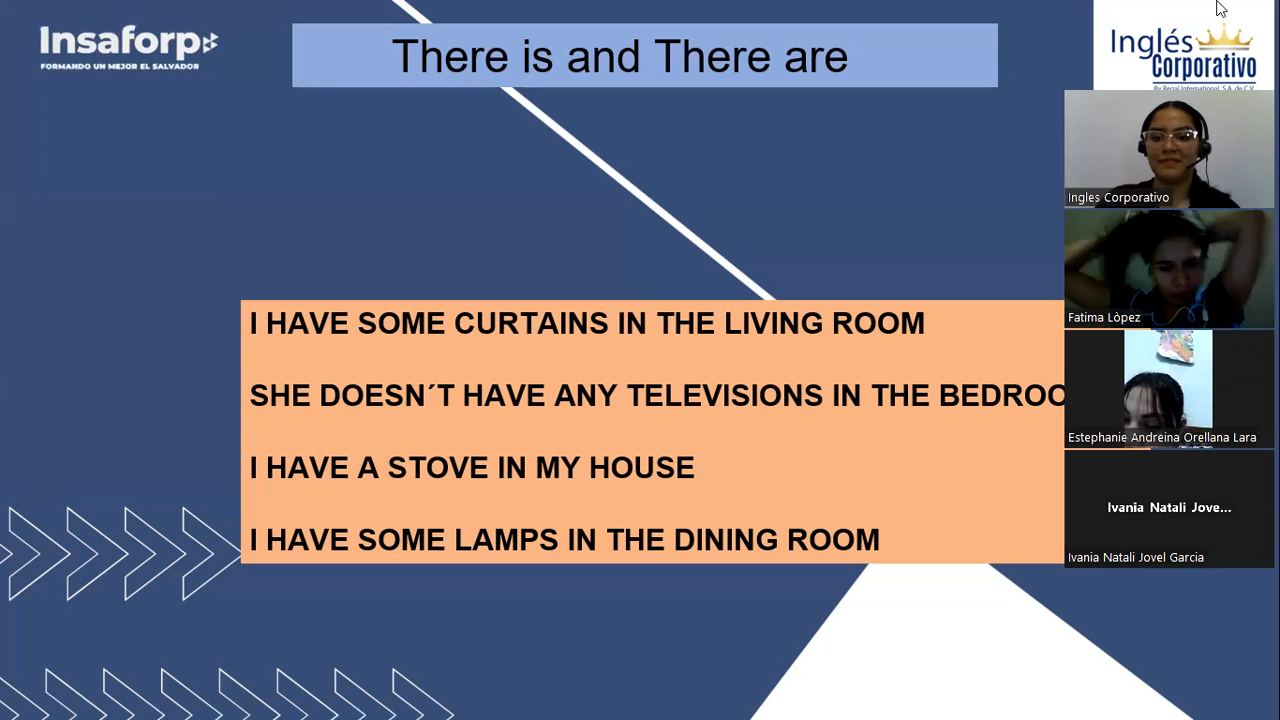 Insaforp
FORMANDO UN MEJOR EL SALVADOR
There is and There are
Inglés
Corporativo
I HAVE SOME CURTAINS IN THE LIVING ROOM
SHE DOESN´T HAVE ANY TELEVISIONS IN THE
I HAVE A STOVE IN MY HOUSE
I HAVE SOME LAMPS IN THE DINING ROOM
Ingles Corporativo
Fatima Lòpez
Estephanie Andreina Orellana Lara
Ivania Natali Jove...
Ivania Natali Jovel Garcia